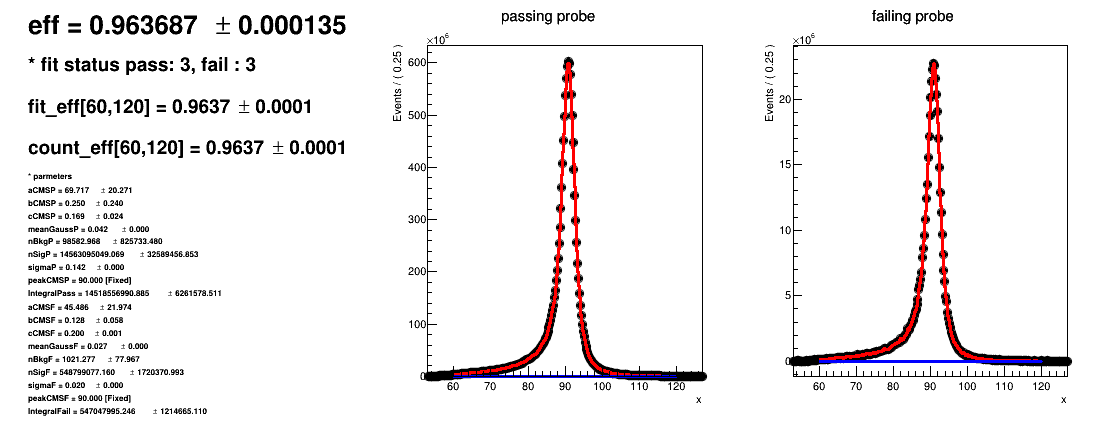 eff = 0.963687 ± 0.000135
* fit status pass: 3, fail : 3
fit_eff[60,120] = 0.9637 ± 0.0001
count_eff[60,120] = 0.9637 ± 0.0001
* parmeters
aCMSP = 69.717 ± 20.271
bCMSP = 0.250 ± 0.240
cCMSP = 0.169 ± 0.024
meanGaussP = 0.042 ± 0.000
nBkgP = 98582.968 ± 825733.480
nSigP = 14563095049.069 ± 32589456.853
sigmaP = 0.142 ± 0.000
peakCMSP = 90.000 [Fixed]
IntegralPass = 14518556990.885 ± 6261578.511
aCMSF = 45.486 ± 21.974
bCMSF = 0.128 ± 0.058
cCMSF = 0.200 ± 0.001
meanGaussF = 0.027 ± 0.000
nBkgF = 1021.277 ± 77.967
nSigF = 548799077.160 ± 1720370.993
sigmaF = 0.020 ± 0.000
peakCMSF = 90.000 [Fixed]
IntegralFail = 547047995.246 ± 1214665.110
passing probe
×10⁶
Events / ( 0.25 )
600
500
400
300
200
100
0
60 70 80 90 100 110 120
x
failing probe
×10⁶
Events / ( 0.25 )
20
15
10
5
0
60 70 80 90 100 110 120
x